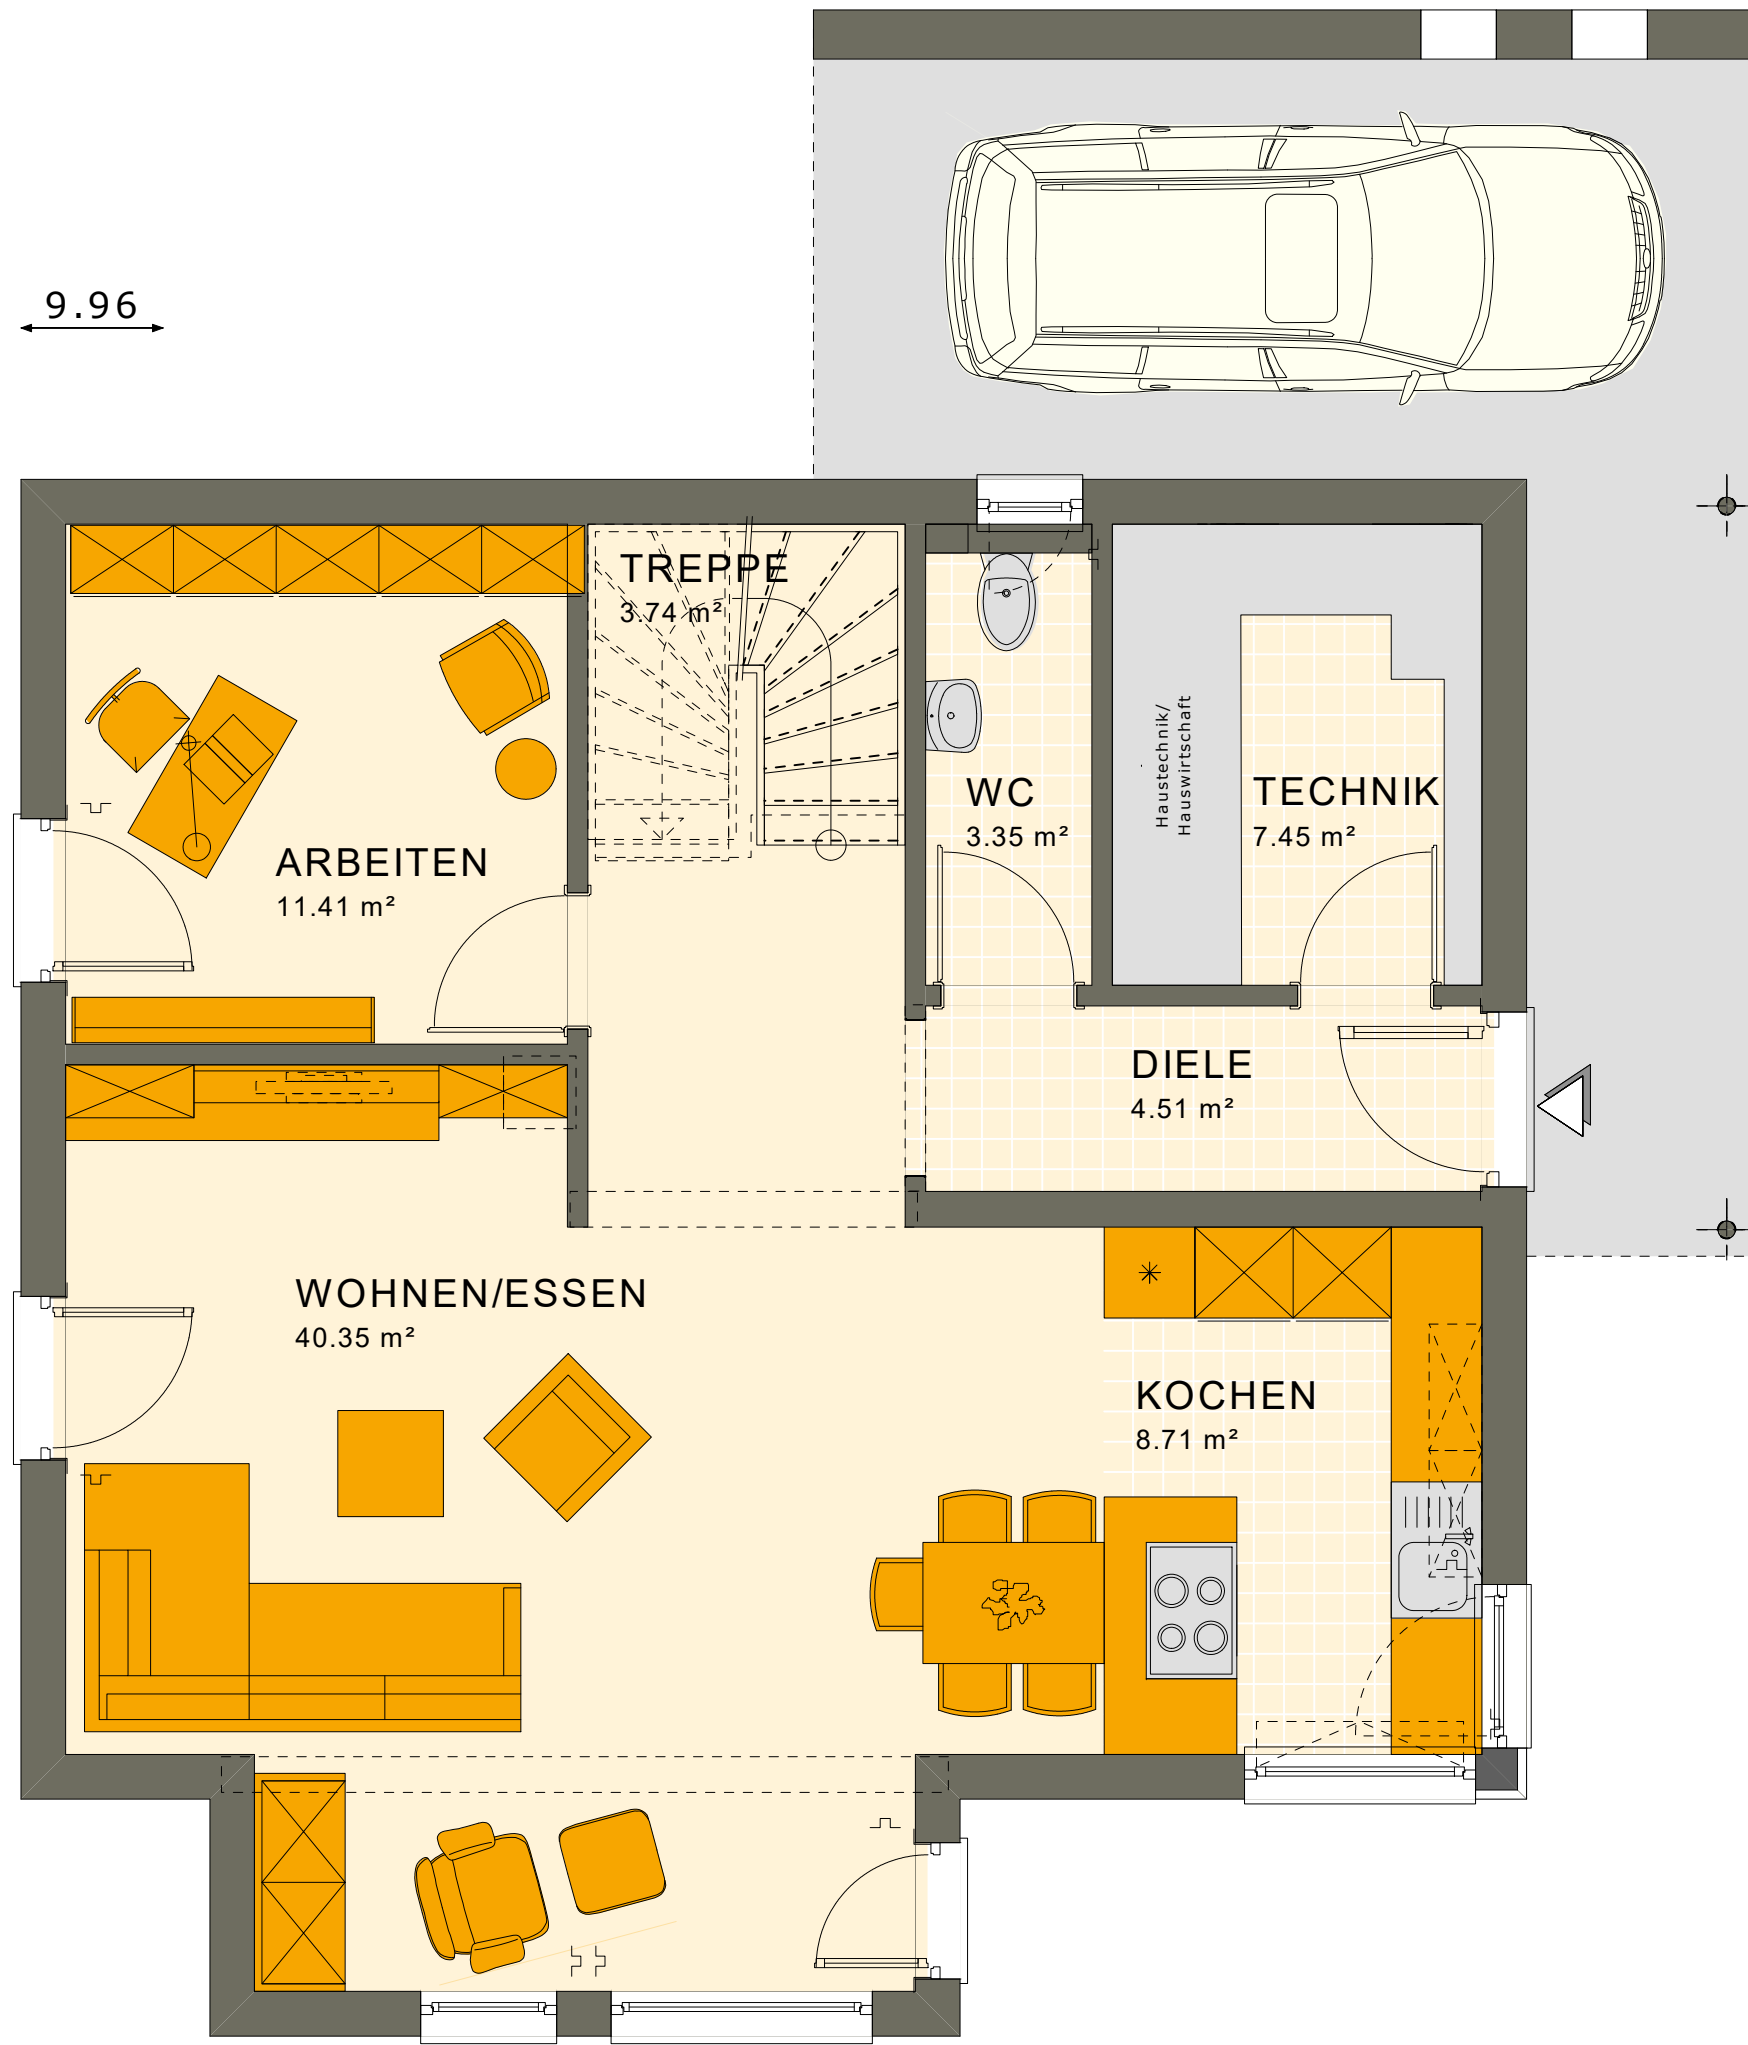 9.96
TREPPE
3.74 m²
WC
3.35 m²
Haustechnik/
Hauswirtschaft
TECHNIK
7.45 m²
ARBEITEN
11.41 m²
DIELE
4.51 m²
WOHNEN/ESSEN
40.35 m²
KOCHEN
8.71 m²